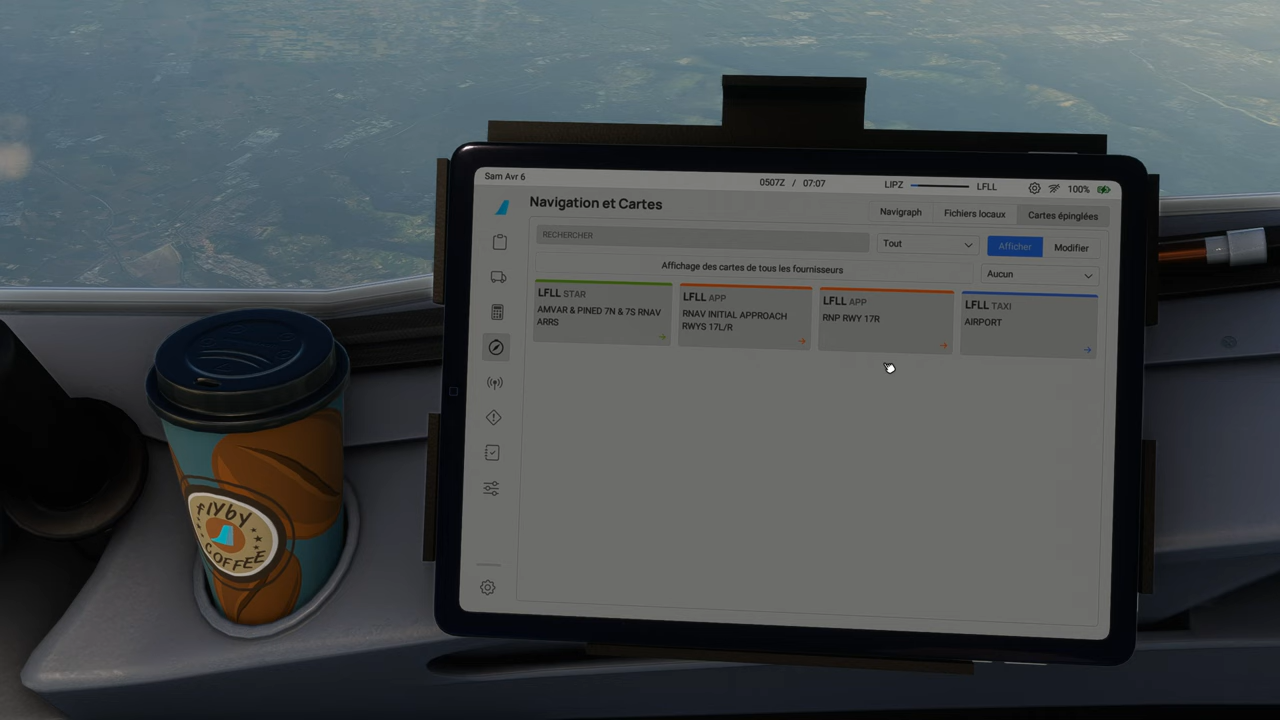 Sam Avr 6
0507Z / 07:07
LIPZ
LFLL
100%
Navigation et Cartes
Navigraph
Fichiers locaux
Cartes épinglées
RECHERCHER
Tout
Afficher
Modifier
Affichage des cartes de tous les fournisseurs
Aucun
LFLL STAR
AMVAR & PINED 7N & 7S RNAV
ARRS
LFLL APP
RNAV INITIAL APPROACH
RWYS 17L/R
LFLL APP
RNP RWY 17R
LFLL TAXI
AIRPORT
flyby
COFFEE